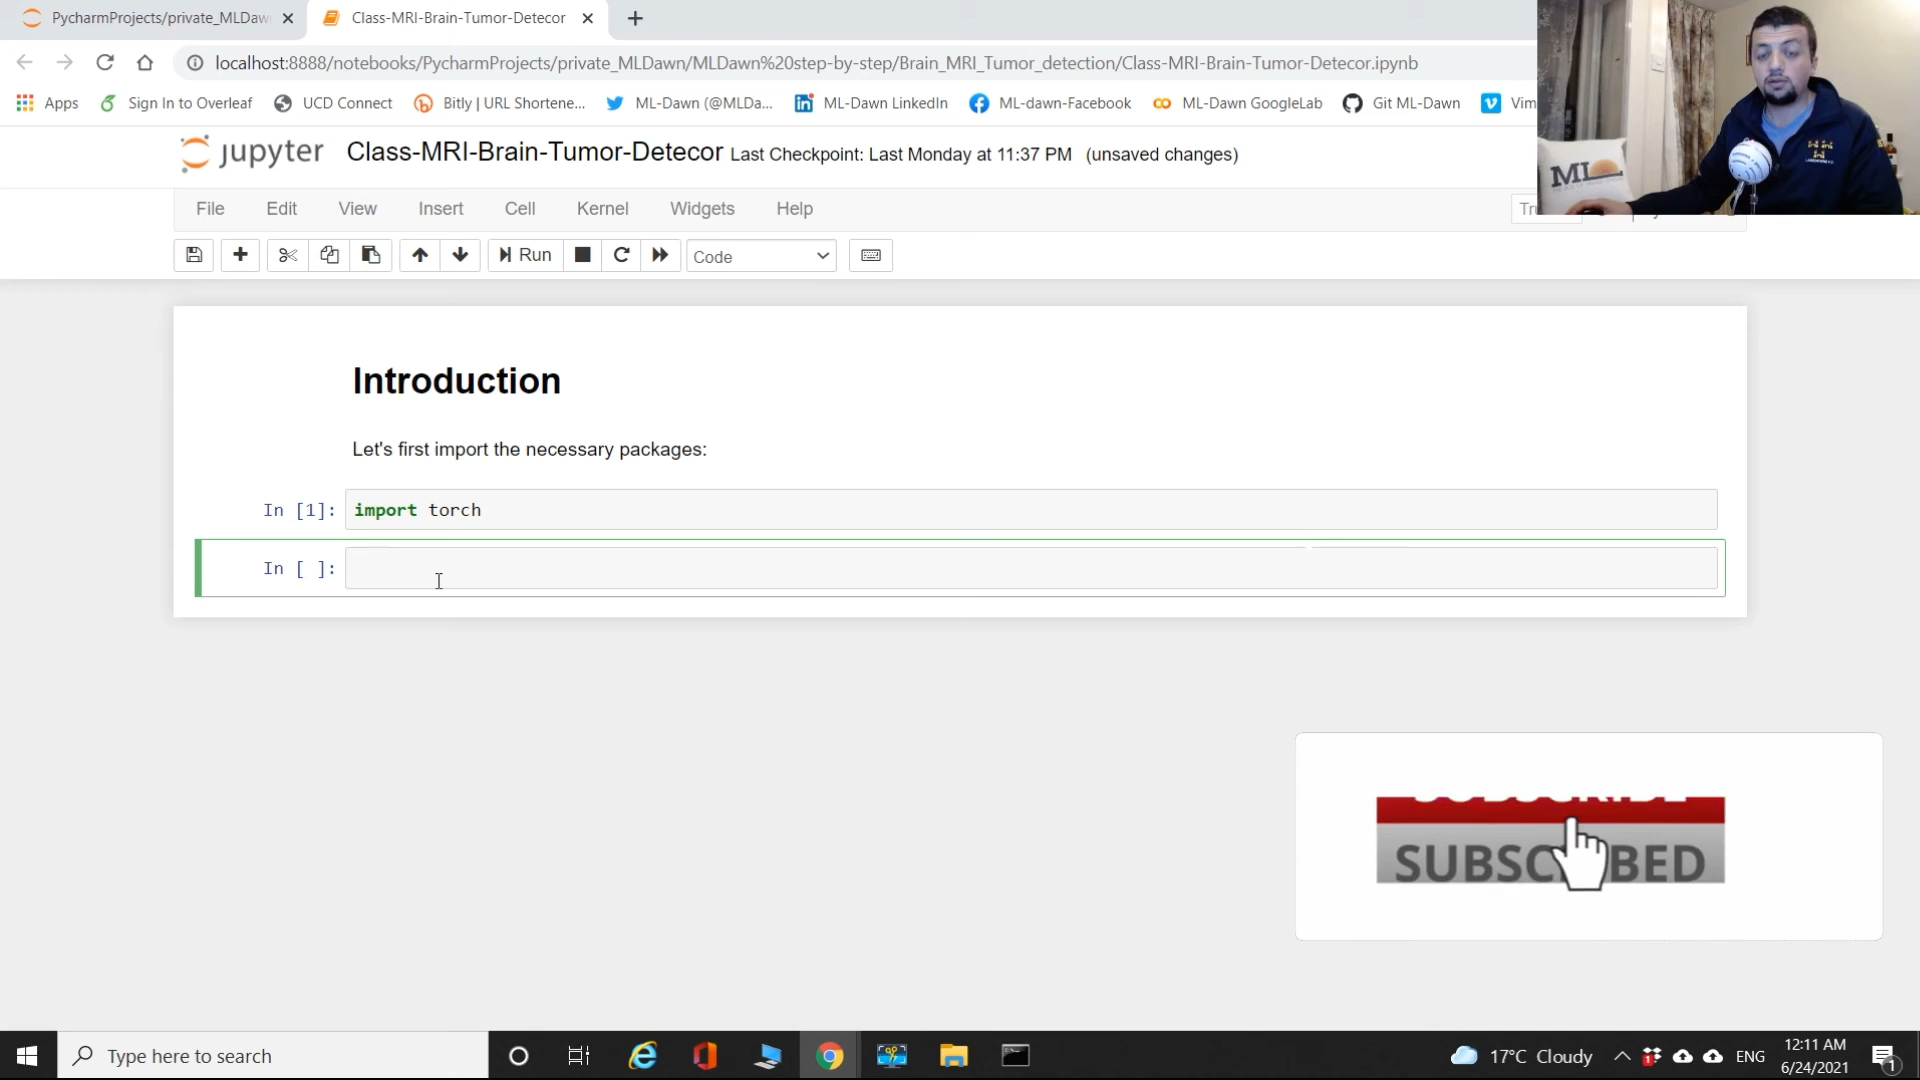 PycharmProjects/private_MLDaw
Class-MRI-Brain-Tumor-Detecor
localhost:8888/notebooks/PycharmProjects/private_MLDawn/MLDawn%20step-by-step/Brain_MRI_Tumor_detection/Class-MRI-Brain-Tumor-Detecor.ipynb
Apps Sign In to Overleaf UCD Connect Bitly | URL Shortene... ML-Dawn (@MLDa... ML-Dawn LinkedIn ML-dawn-Facebook ML-Dawn GoogleLab Git ML-Dawn Vim
jupyter Class-MRI-Brain-Tumor-Detecor Last Checkpoint: Last Monday at 11:37 PM (unsaved changes)
ML
File Edit View Insert Cell Kernel Widgets Help
Run Code
Introduction
Let's first import the necessary packages:
In [1]: import torch
In [ ]:
SUBSCRIBE
Type here to search
17°C Cloudy
1
ENG
12:11 AM
6/24/2021
1